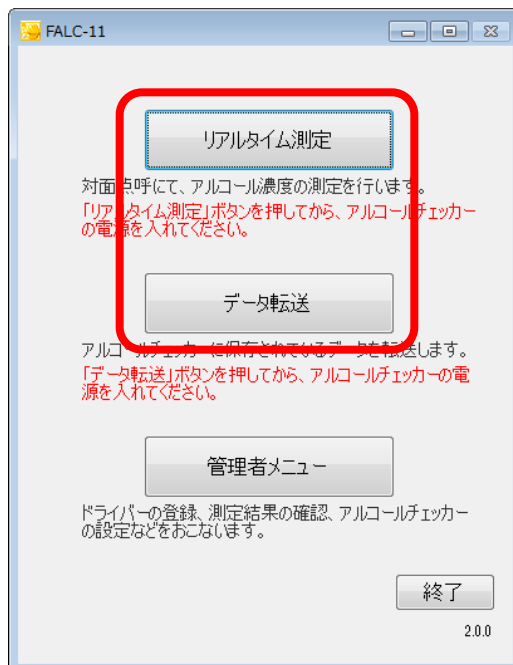 FALC-11
リアルタイム測定
対面点呼にて、アルコール濃度の測定を行います。
「リアルタイム測定」ボタンを押してから、アルコールチェッカー
の電源を入れてください。
データ転送
アルコールチェッカーに保存されているデータを転送します。
「データ転送」ボタンを押してから、アルコールチェッカーの電
源を入れてください。
管理者メニュー
ドライバーの登録、測定結果の確認、アルコールチェッカー
の設定などをおこないます。
終了
2.0.0